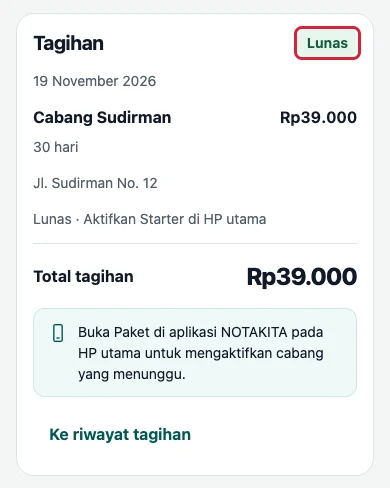 Tagihan
Lunas
19 November 2026
Cabang Sudirman
Rp39.000
30 hari
Jl. Sudirman No. 12
Lunas · Aktifkan Starter di HP utama
Total tagihan
Rp39.000
Buka Paket di aplikasi NOTAKITA pada
HP utama untuk mengaktifkan cabang
yang menunggu.
Ke riwayat tagihan